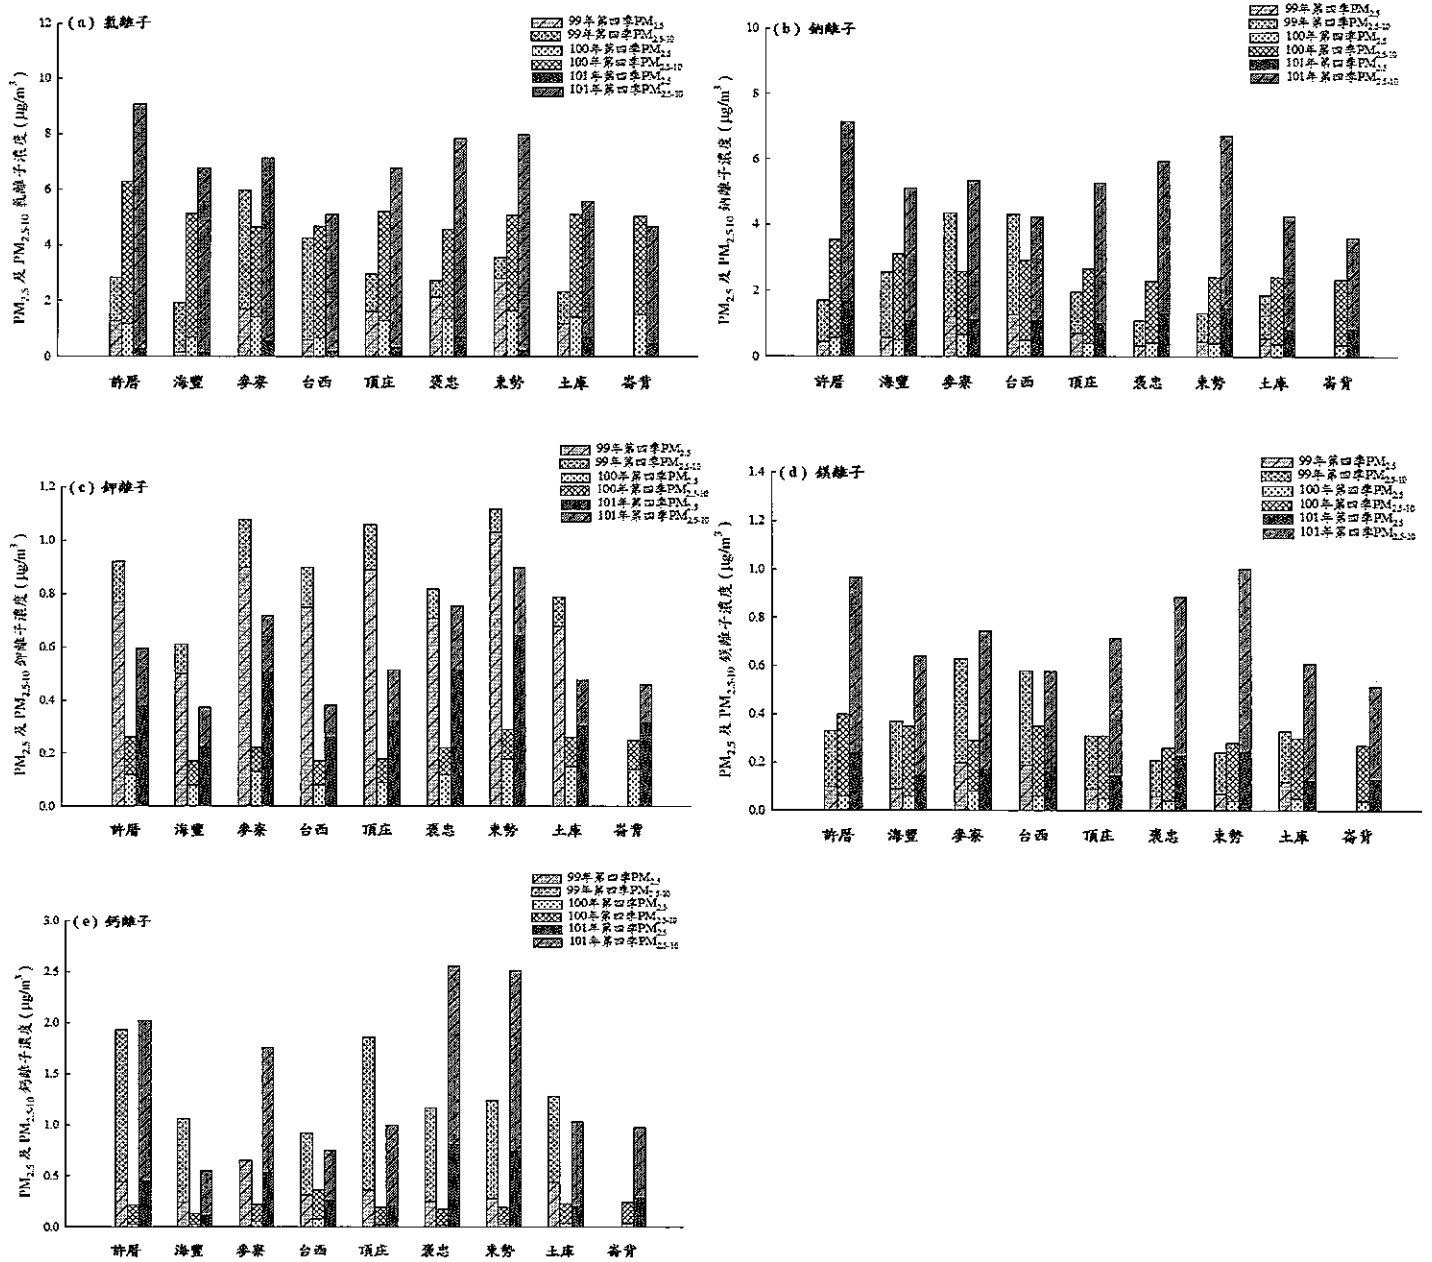 (a) 氯離子
99年第四季PM2.5
99年第四季PM2.5-10
100年第四季PM2.5
100年第四季PM2.5-10
101年第四季PM2.5
101年第四季PM2.5-10
PM2.5 及 PM2.5-10 氯離子濃度 (μg/m³)
12
10
8
6
4
2
0
許厝 海豐 麥寮 台西 頂庄 褒忠 東勢 土庫 崙背
(b) 鈉離子
99年第四季PM2.5
99年第四季PM2.5-10
100年第四季PM2.5
100年第四季PM2.5-10
101年第四季PM2.5
101年第四季PM2.5-10
PM2.5 及 PM2.5-10 鈉離子濃度 (μg/m³)
10
8
6
4
2
0
許厝 海豐 麥寮 台西 頂庄 褒忠 東勢 土庫 崙背
(c) 鉀離子
99年第四季PM2.5
99年第四季PM2.5-10
100年第四季PM2.5
100年第四季PM2.5-10
101年第四季PM2.5
101年第四季PM2.5-10
PM2.5 及 PM2.5-10 鉀離子濃度 (μg/m³)
1.2
1.0
0.8
0.6
0.4
0.2
0.0
許厝 海豐 麥寮 台西 頂庄 褒忠 東勢 土庫 崙背
(d) 鎂離子
99年第四季PM2.5
99年第四季PM2.5-10
100年第四季PM2.5
100年第四季PM2.5-10
101年第四季PM2.5
101年第四季PM2.5-10
PM2.5 及 PM2.5-10 鎂離子濃度 (μg/m³)
1.4
1.2
1.0
0.8
0.6
0.4
0.2
0.0
許厝 海豐 麥寮 台西 頂庄 褒忠 東勢 土庫 崙背
(e) 鈣離子
99年第四季PM2.5
99年第四季PM2.5-10
100年第四季PM2.5
100年第四季PM2.5-10
101年第四季PM2.5
101年第四季PM2.5-10
PM2.5 及 PM2.5-10 鈣離子濃度 (μg/m³)
3.0
2.5
2.0
1.5
1.0
0.5
0.0
許厝 海豐 麥寮 台西 頂庄 褒忠 東勢 土庫 崙背